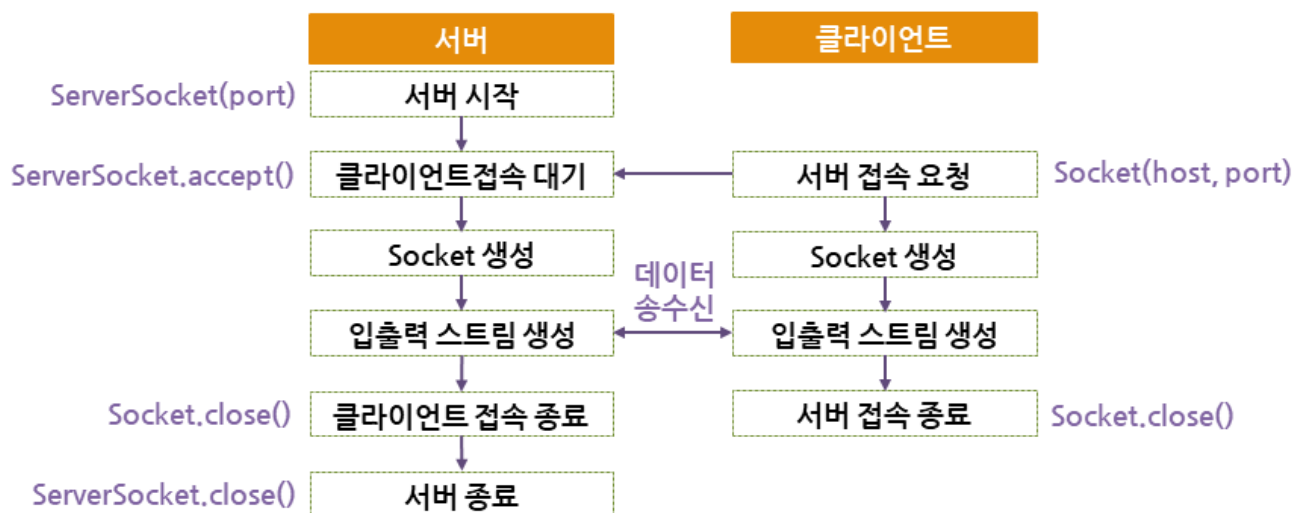 서버
클라이언트
ServerSocket(port)
서버 시작
ServerSocket.accept()
클라이언트접속 대기
서버 접속 요청
Socket(host, port)
Socket 생성
Socket 생성
데이터
송수신
입출력 스트림 생성
입출력 스트림 생성
Socket.close()
클라이언트 접속 종료
서버 접속 종료
Socket.close()
ServerSocket.close()
서버 종료